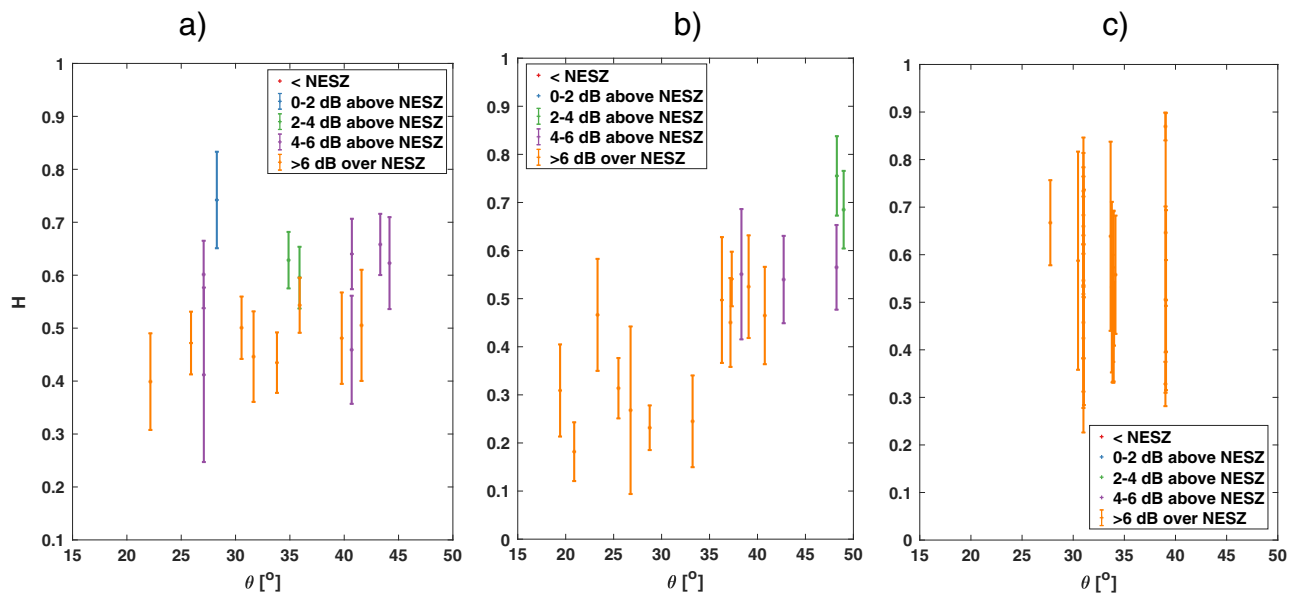 a)
b)
c)
1
0.9
0.8
0.7
0.6
0.5
0.4
0.3
0.2
0.1
H
15 20 25 30 35 40 45 50
θ [o]
< NESZ
0-2 dB above NESZ
2-4 dB above NESZ
4-6 dB above NESZ
>6 dB over NESZ
1
0.9
0.8
0.7
0.6
0.5
0.4
0.3
0.2
0.1
0
15 20 25 30 35 40 45 50
θ [o]
< NESZ
0-2 dB above NESZ
2-4 dB above NESZ
4-6 dB above NESZ
>6 dB over NESZ
1
0.9
0.8
0.7
0.6
0.5
0.4
0.3
0.2
0.1
0
15 20 25 30 35 40 45 50
θ [o]
< NESZ
0-2 dB above NESZ
2-4 dB above NESZ
4-6 dB above NESZ
>6 dB over NESZ